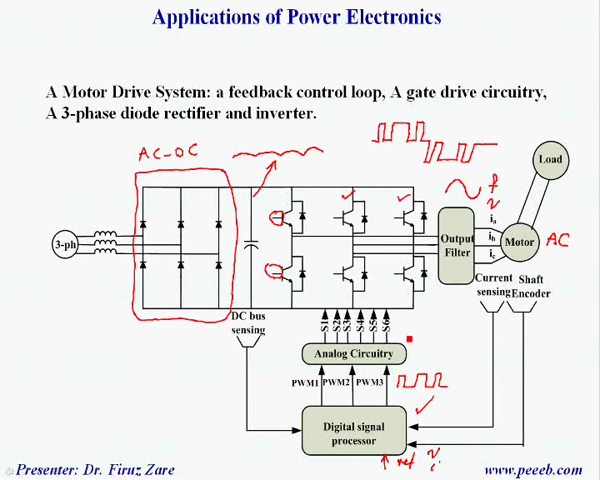 Applications of Power Electronics
A Motor Drive System: a feedback control loop, A gate drive circuitry,
A 3-phase diode rectifier and inverter.
AC-DC
Load
f
v
3-ph
ia
ib
ic
Output
Filter
Motor
AC
Current
sensing
Shaft
Encoder
DC bus
sensing
S1
S2
S3
S4
S5
S6
Analog Circuitry
PWM1
PWM2
PWM3
Digital signal
processor
ref
Presenter: Dr. Firuz Zare
www.peeeb.com